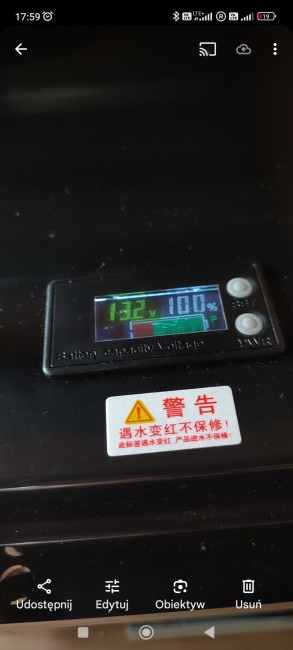 17:59
19
13.2 V 100 %
SET
Battery capacity Voltage
PWR
警告
遇水变红不保修!
此标签遇水变红 产品进水不保修!
Udostępnij Edytuj Obiektyw Usuń